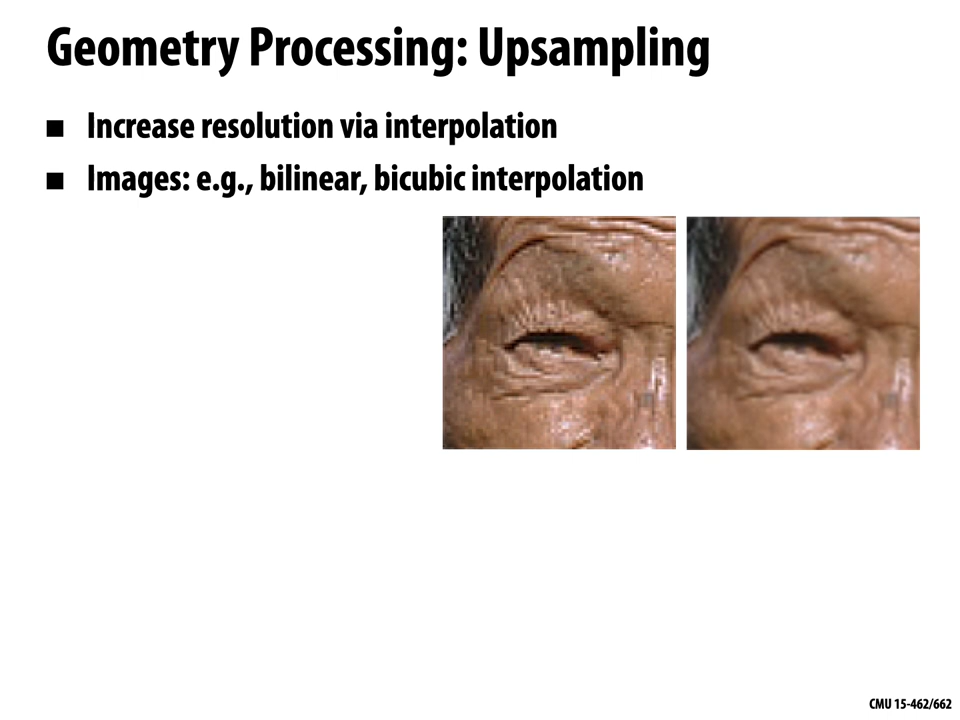 Geometry Processing: Upsampling
■ Increase resolution via interpolation
■ Images: e.g., bilinear, bicubic interpolation
CMU 15-462/662